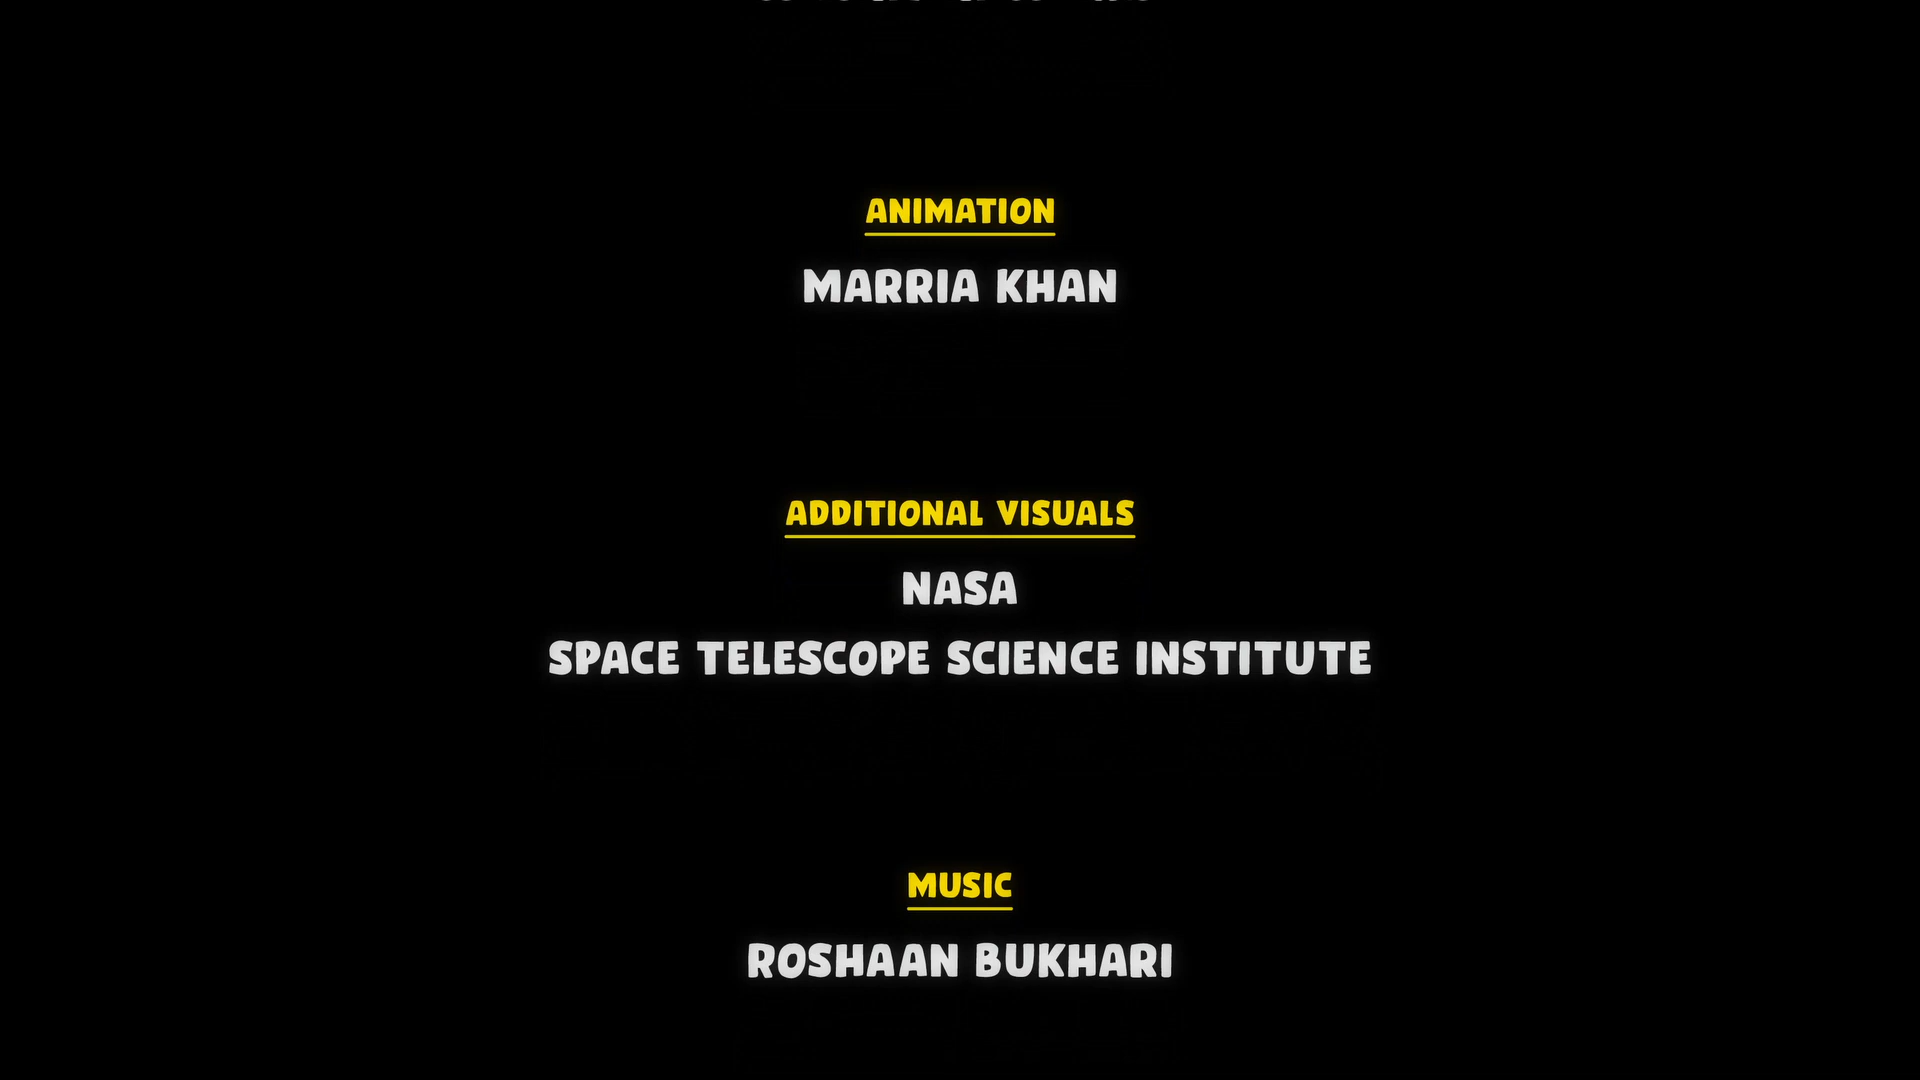 ANIMATION
MARRIA KHAN
ADDITIONAL VISUALS
NASA
SPACE TELESCOPE SCIENCE INSTITUTE
MUSIC
ROSHAAN BUKHARI